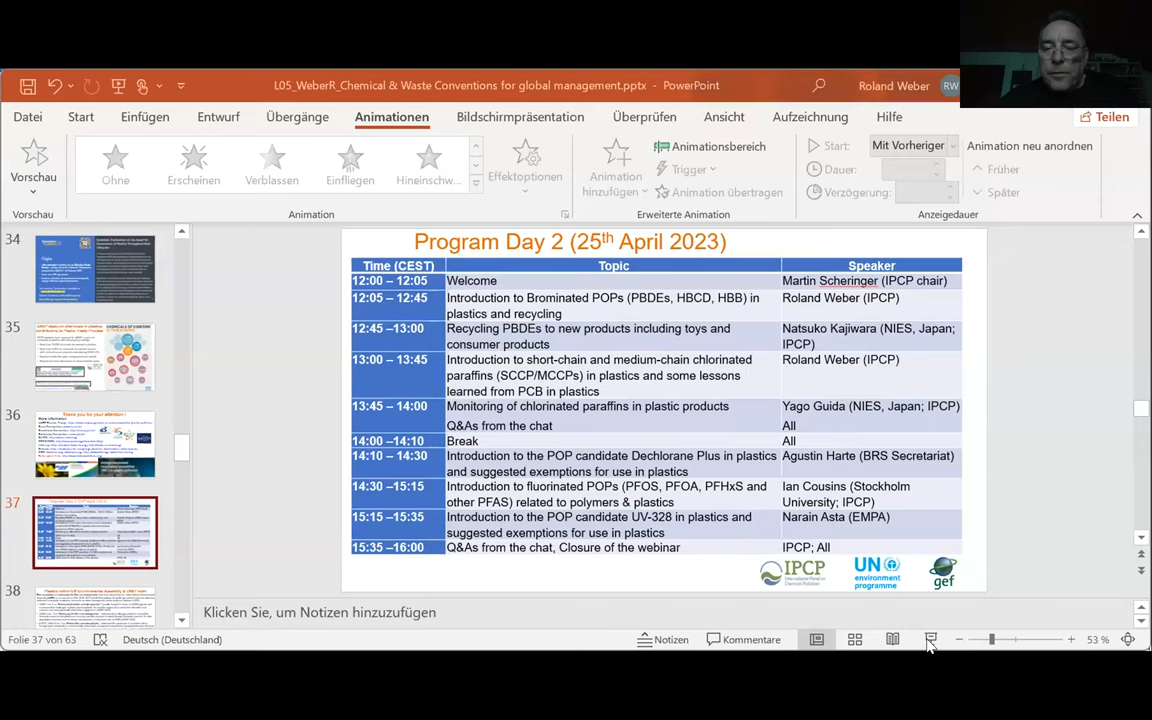 L05_WeberR_Chemical & Waste Conventions for global management.pptx - PowerPoint
Roland Weber
RW
Datei Start Einfügen Entwurf Übergänge Animationen Bildschirmpräsentation Überprüfen Ansicht Aufzeichnung Hilfe Teilen
Vorschau
Ohne
Erscheinen
Verblassen
Einfliegen
Hineinschw...
Effektoptionen
Animation
hinzufügen
Animationsbereich
Trigger
Animation übertragen
Start:
Mit Vorheriger
Dauer:
Verzögerung:
Animation neu anordnen
Früher
Später
Vorschau
Animation
Erweiterte Animation
Anzeigedauer
34
35
36
Thank you for your attention !
37
38
Program Day 2 (25th April 2023)
Time (CEST) Topic Speaker
12:00 – 12:05 Welcome Martin Scheringer (IPCP chair)
12:05 – 12:45 Introduction to Brominated POPs (PBDEs, HBCD, HBB) in Roland Weber (IPCP)
plastics and recycling
12:45 –13:00 Recycling PBDEs to new products including toys and Natsuko Kajiwara (NIES, Japan;
consumer products IPCP)
13:00 – 13:45 Introduction to short-chain and medium-chain chlorinated Roland Weber (IPCP)
paraffins (SCCP/MCCPs) in plastics and some lessons
learned from PCB in plastics
13:45 – 14:00 Monitoring of chlorinated paraffins in plastic products Yago Guida (NIES, Japan; IPCP)
Q&As from the chat All
14:00 –14:10 Break All
14:10 – 14:30 Introduction to the POP candidate Dechlorane Plus in plastics Agustin Harte (BRS Secretariat)
and suggested exemptions for use in plastics
14:30 –15:15 Introduction to fluorinated POPs (PFOS, PFOA, PFHxS and Ian Cousins (Stockholm
other PFAS) related to polymers & plastics University; IPCP)
15:15 –15:35 Introduction to the POP candidate UV-328 in plastics and Narain Asta (EMPA)
suggested exemptions for use in plastics
15:35 –16:00 Q&As from the chat, Closure of the webinar IPCP; All
IPCP
International Panel on
Chemical Pollution
UN
environment
programme
gef
Klicken Sie, um Notizen hinzuzufügen
Folie 37 von 63
Deutsch (Deutschland)
Notizen
Kommentare
53 %